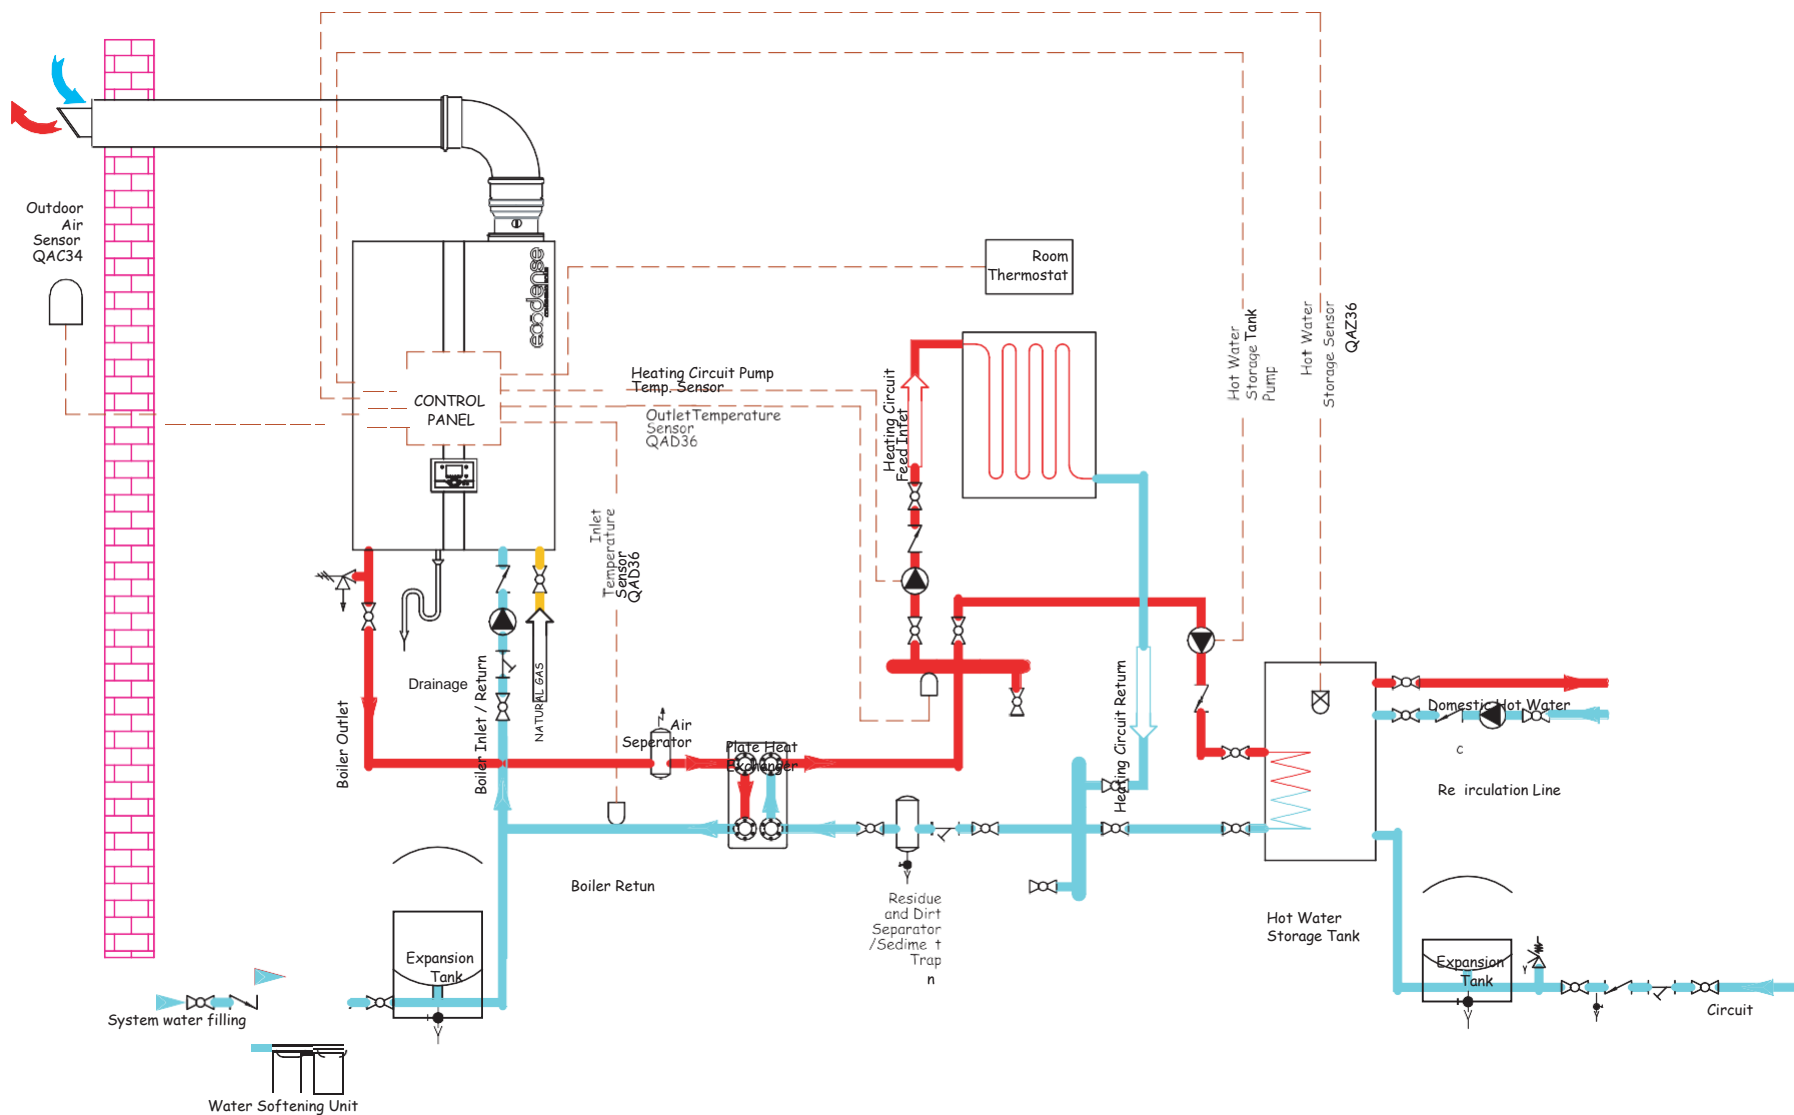 Outdoor
Air
Sensor
QAC34
ecodense
CONTROL
PANEL
Room
Thermostat
Heating Circuit Pump
Temp. Sensor
OutletTemperature
Sensor
QAD36
Inlet
Temperature
Sensor
QAD36
Heating Circuit
Feed Infet
Hot Water
Storage Tank
Pump
Hot Water
Storage Sensor
QAZ36
Drainage
Boiler Outlet
Boiler Inlet / Return
NATURAL GAS
Air
Seperator
Plate Heat
Exchenger
Heating Circuit Return
Domestic Hot Water
c
Re irculation Line
Boiler Retun
Residue
and Dirt
Separator
/Sedime t
Trap
n
Hot Water
Storage Tank
Expansion
Tank
Expansion
Tank
Circuit
System water filling
Water Softening Unit